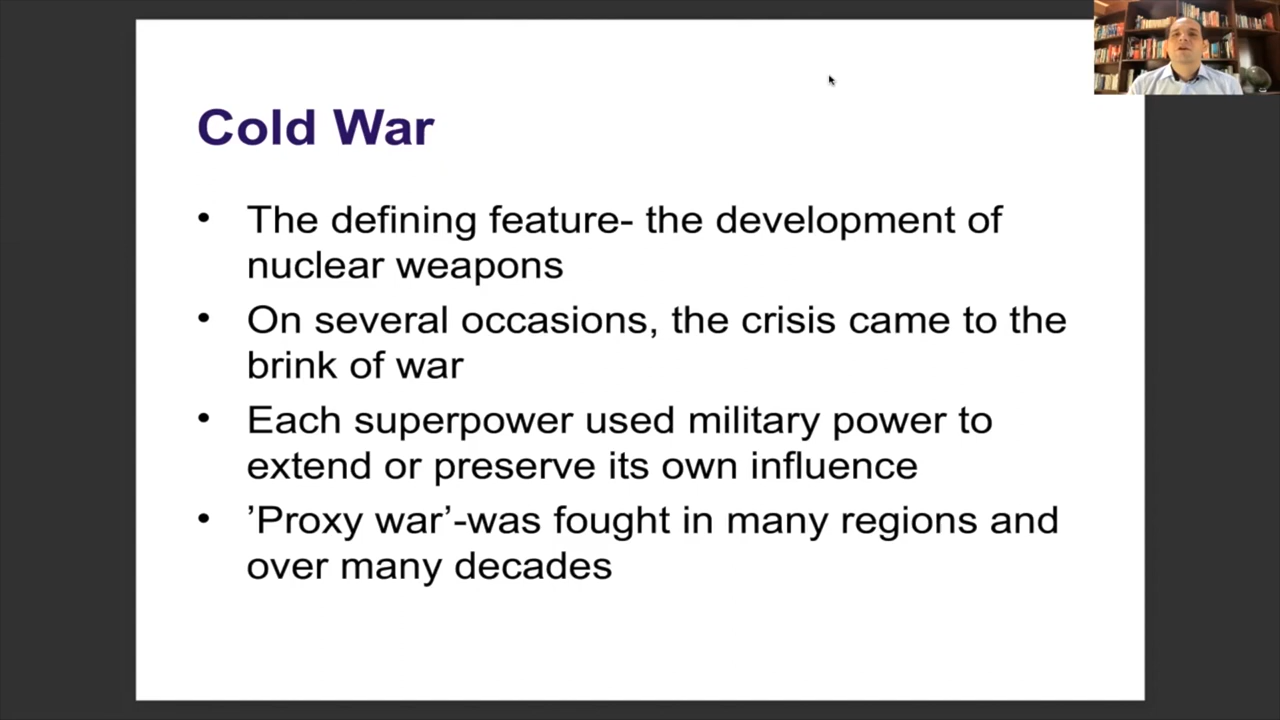 Cold War
• The defining feature- the development of
nuclear weapons
• On several occasions, the crisis came to the
brink of war
• Each superpower used military power to
extend or preserve its own influence
• ’Proxy war’-was fought in many regions and
over many decades